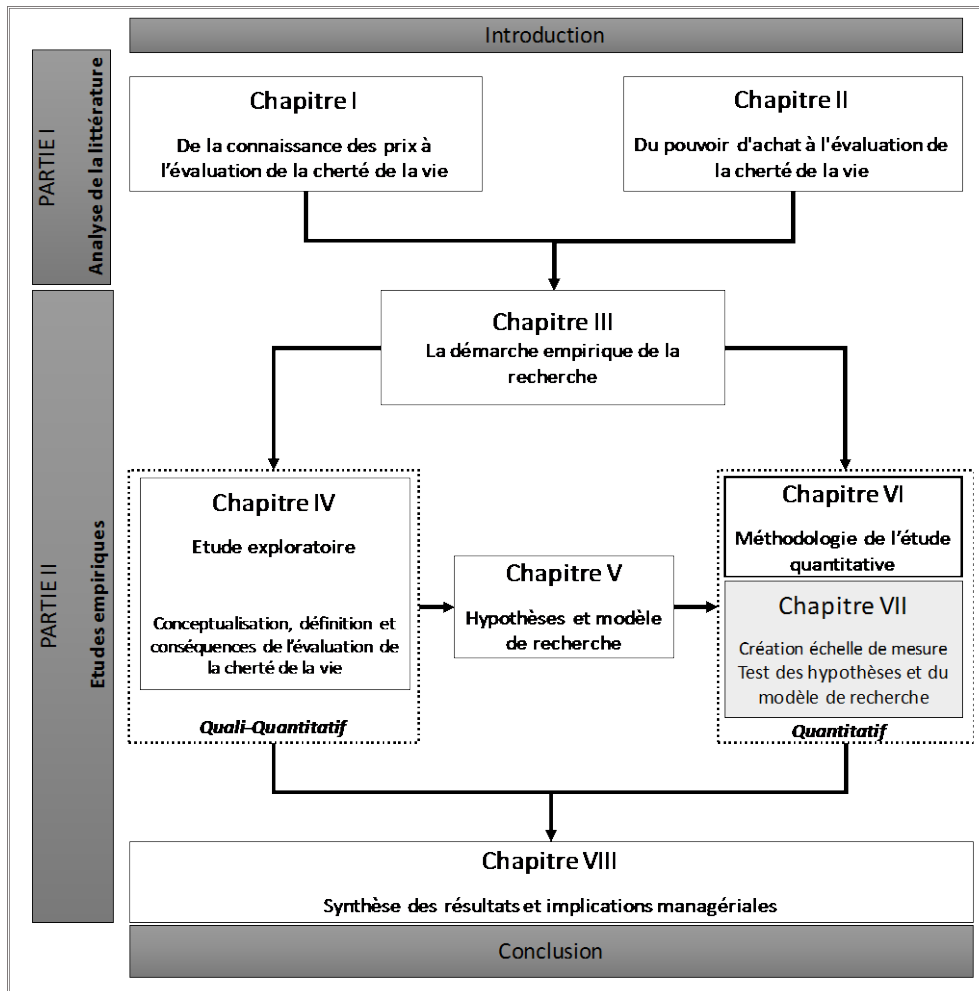 Introduction
PARTIE I
Analyse de la littérature
Chapitre I
De la connaissance des prix à
l'évaluation de la cherté de la vie
Chapitre II
Du pouvoir d'achat à l'évaluation de
la cherté de la vie
PARTIE II
Etudes empiriques
Chapitre III
La démarche empirique de la
recherche
Chapitre IV
Etude exploratoire
Conceptualisation, définition et
conséquences de l'évaluation de
la cherté de la vie
Quali-Quantitatif
Chapitre V
Hypothèses et modèle
de recherche
Chapitre VI
Méthodologie de l'étude
quantitative
Chapitre VII
Création échelle de mesure
Test des hypothèses et du
modèle de recherche
Quantitatif
Chapitre VIII
Synthèse des résultats et implications managériales
Conclusion